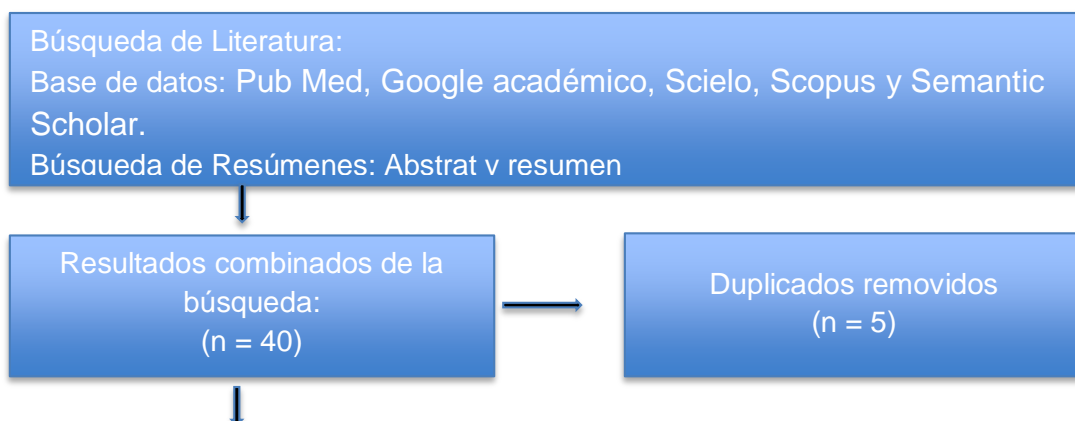 Búsqueda de Literatura:
Base de datos: Pub Med, Google académico, Scielo, Scopus y Semantic
Scholar.
Búsqueda de Resúmenes: Abstrat y resumen
Resultados combinados de la
búsqueda:
(n = 40)
Duplicados removidos
(n = 5)